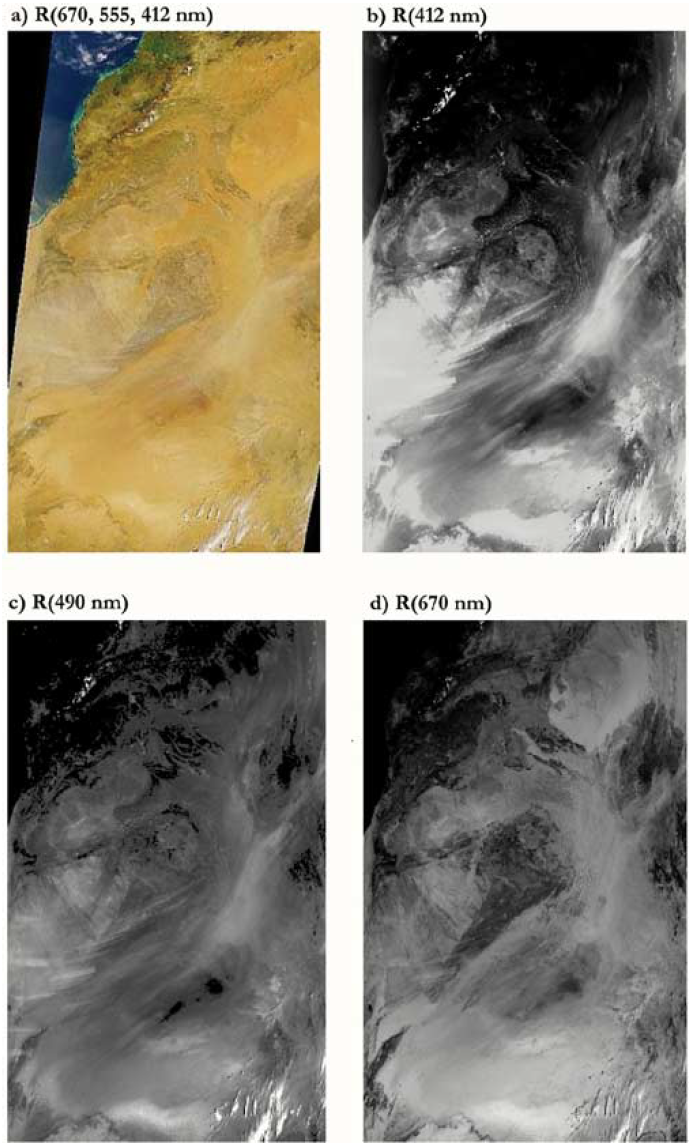 a) R(670, 555, 412 nm)
b) R(412 nm)
c) R(490 nm)
d) R(670 nm)